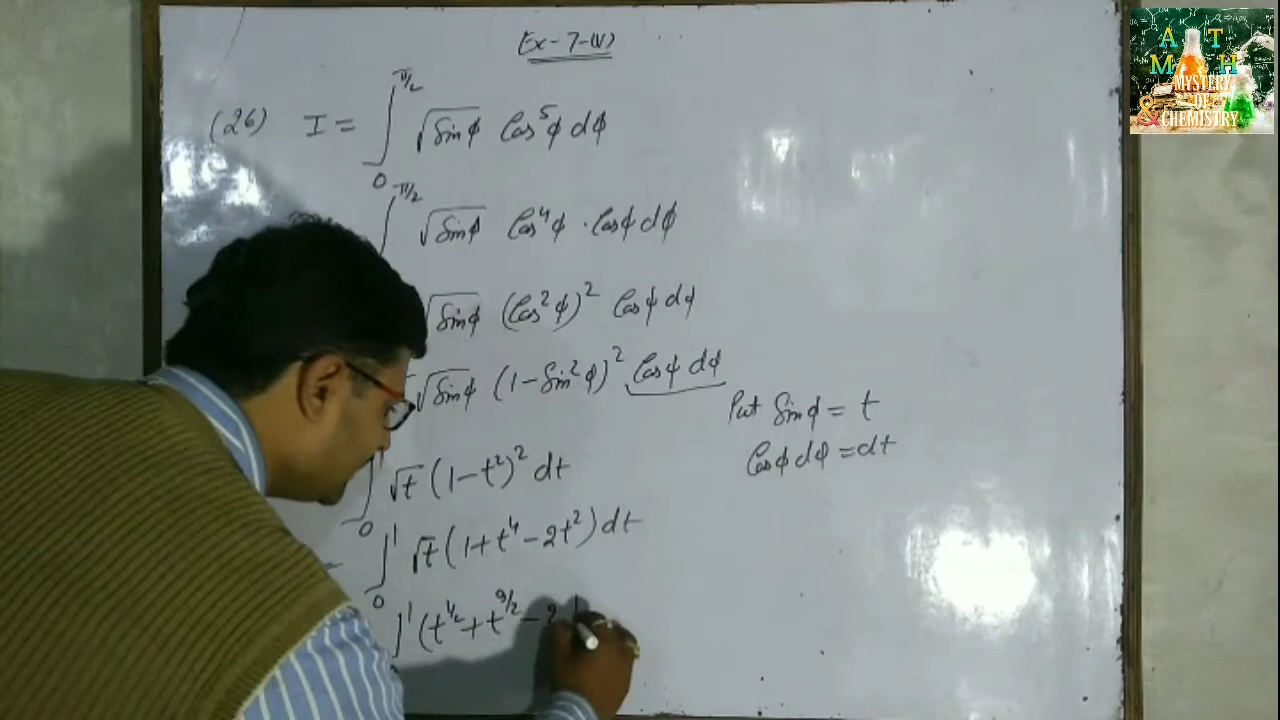 Ex-7-(V)
(26) I = ∫₀^π/2 √Sinφ Cos⁵φ dφ
∫ ^π/2 √Sinφ Cos⁴φ · Cosφ dφ
√Sinφ (Cos²φ)² Cosφ dφ
√Sinφ (1 - Sin²φ)² Cosφ dφ
Put Sinφ = t
Cosφ dφ = dt
∫₀¹ √t (1 - t²)² dt
= ∫₀¹ √t (1 + t⁴ - 2t²) dt
∫₀¹ (t^1/2 + t^9/2 - 2
MATH
& MYSTERY
OF
CHEMISTRY